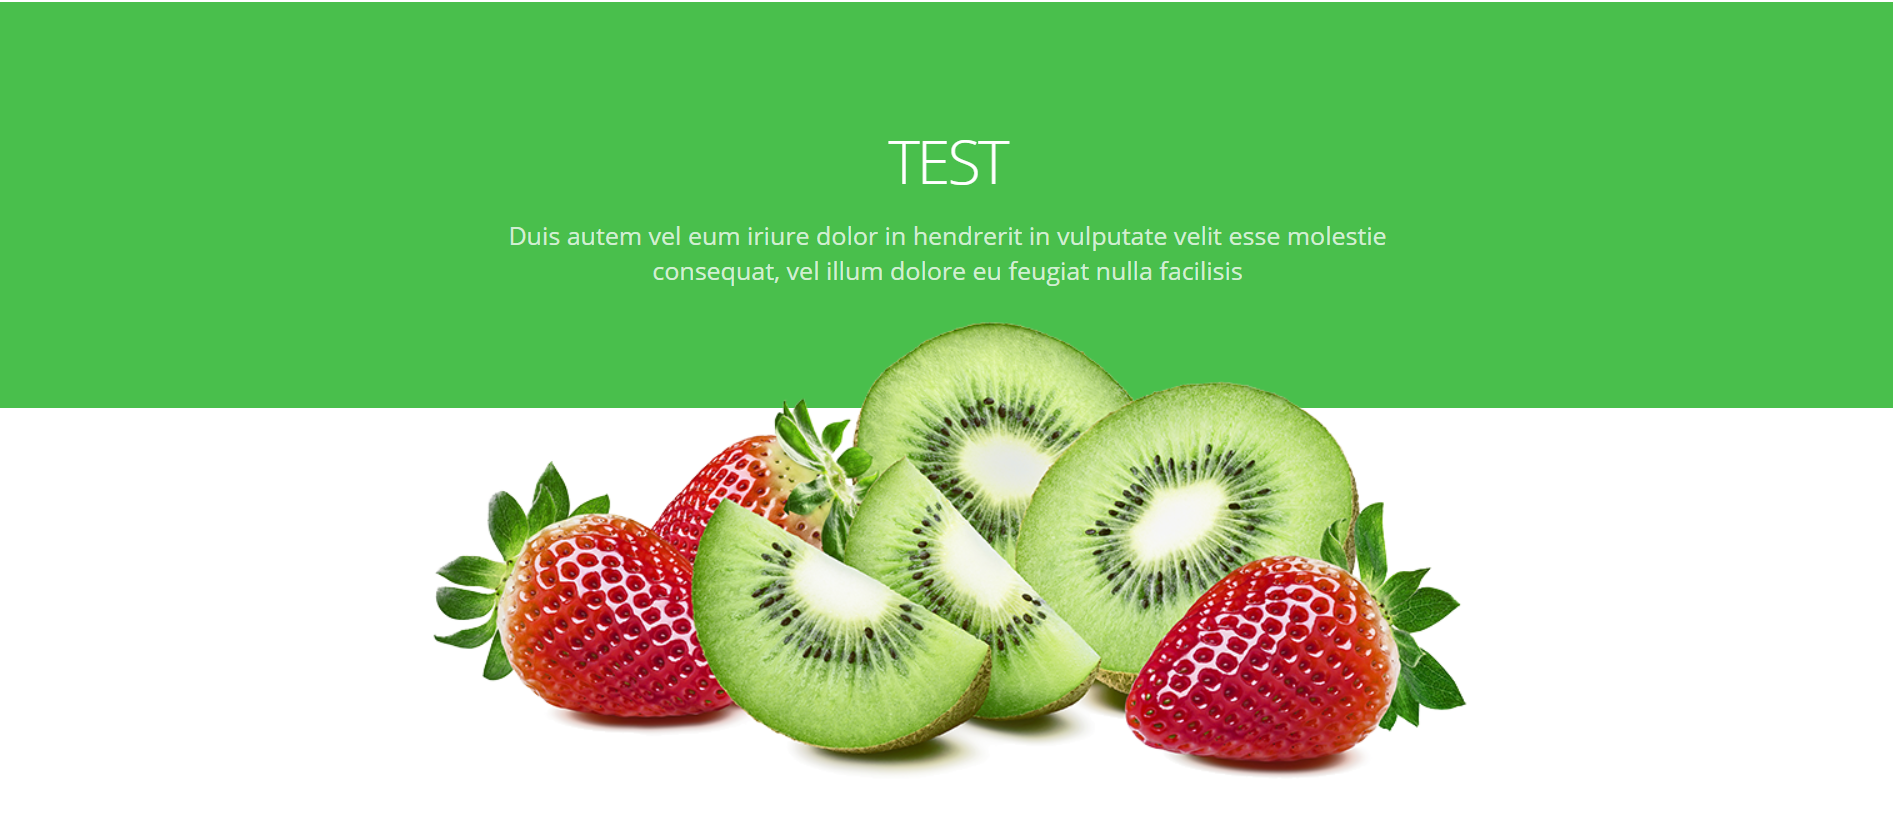 TEST
Duis autem vel eum iriure dolor in hendrerit in vulputate velit esse molestie
consequat, vel illum dolore eu feugiat nulla facilisis